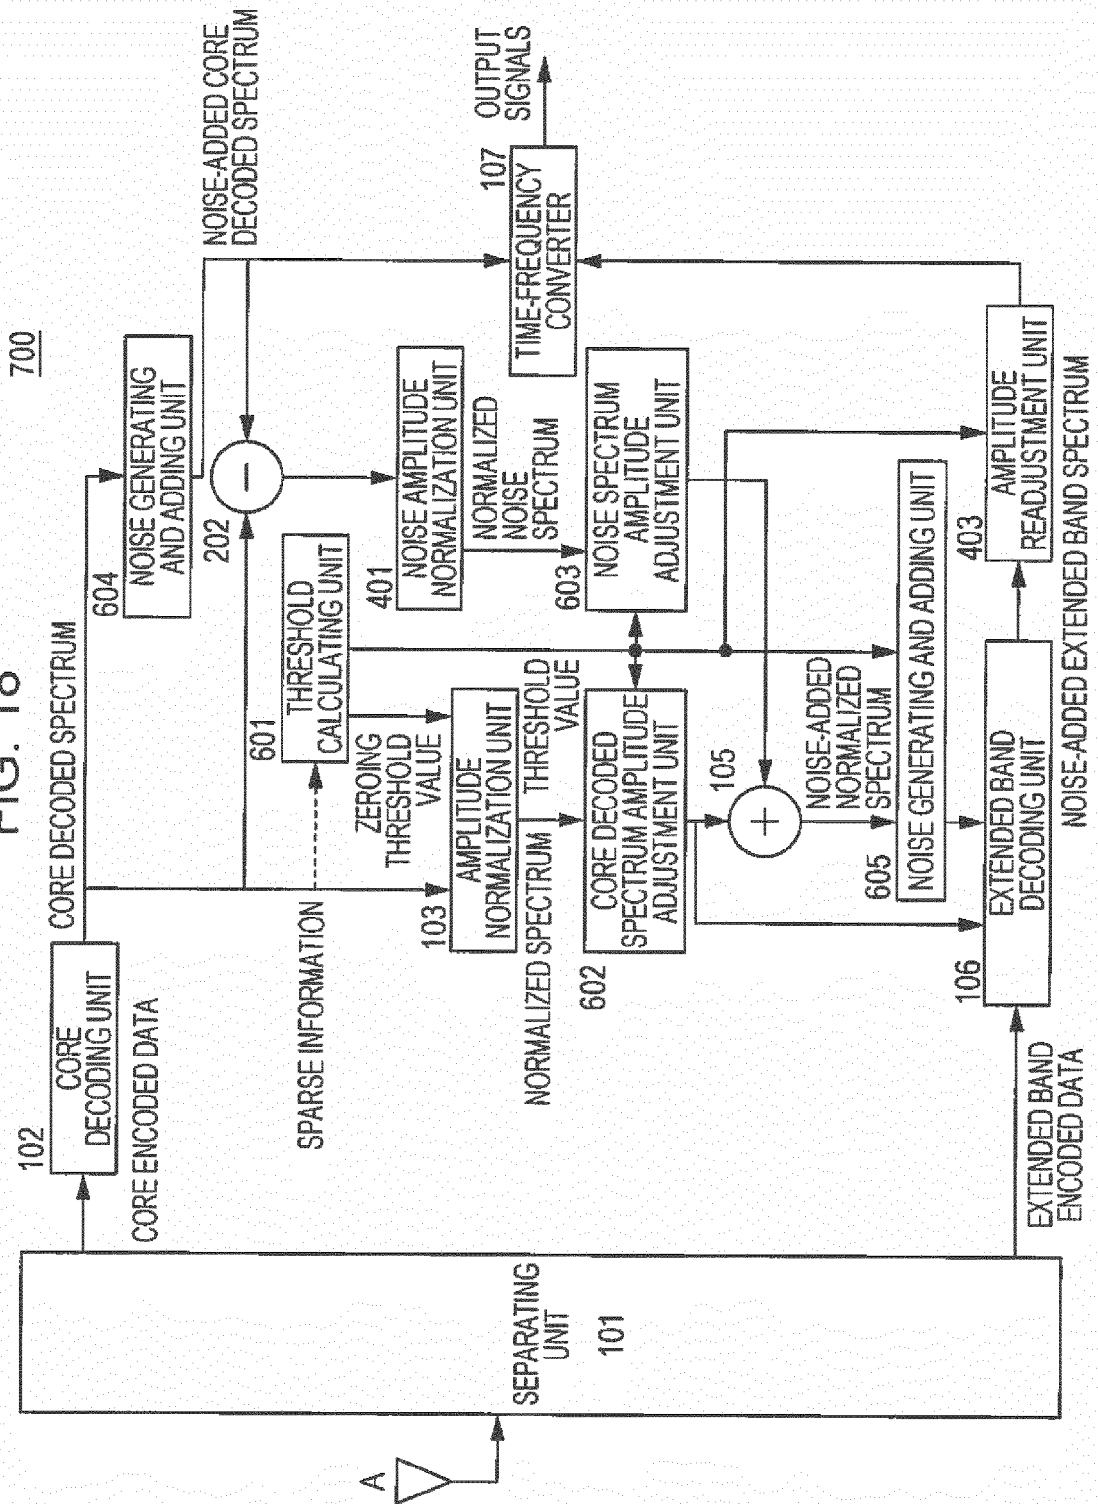 FIG. 18
700
A
SEPARATING
UNIT
101
102
CORE
DECODING UNIT
CORE ENCODED DATA
CORE DECODED SPECTRUM
604
NOISE GENERATING
AND ADDING UNIT
NOISE-ADDED CORE
DECODED SPECTRUM
202
−
SPARSE INFORMATION
601
THRESHOLD
CALCULATING UNIT
ZEROING
THRESHOLD
VALUE
401
NOISE AMPLITUDE
NORMALIZATION UNIT
NORMALIZED
NOISE
SPECTRUM
107
TIME-FREQUENCY
CONVERTER
OUTPUT
SIGNALS
103
AMPLITUDE
NORMALIZATION UNIT
NORMALIZED SPECTRUM
THRESHOLD
VALUE
602
CORE DECODED
SPECTRUM AMPLITUDE
ADJUSTMENT UNIT
603
NOISE SPECTRUM
AMPLITUDE
ADJUSTMENT UNIT
105
+
NOISE-ADDED
NORMALIZED
SPECTRUM
605
NOISE GENERATING AND ADDING UNIT
106
EXTENDED BAND
DECODING UNIT
403
AMPLITUDE
READJUSTMENT UNIT
EXTENDED BAND
ENCODED DATA
NOISE-ADDED EXTENDED BAND SPECTRUM